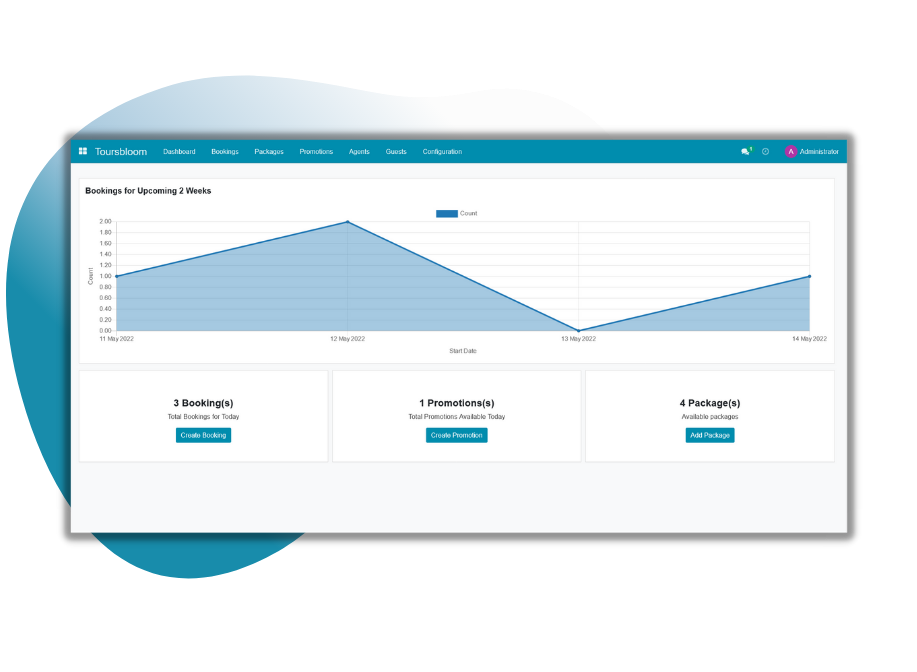 Toursbloom Dashboard Bookings Packages Promotions Agents Guests Configuration 1 A Administrator
Bookings for Upcoming 2 Weeks
Count
2.00
1.80
1.60
1.40
1.20
1.00
0.80
0.60
0.40
0.20
0.00
Count
11 May 2022 12 May 2022 13 May 2022 14 May 2022
Start Date
3 Booking(s) 1 Promotions(s) 4 Package(s)
Total Bookings for Today Total Promotions Available Today Available packages
Create Booking Create Promotion Add Package